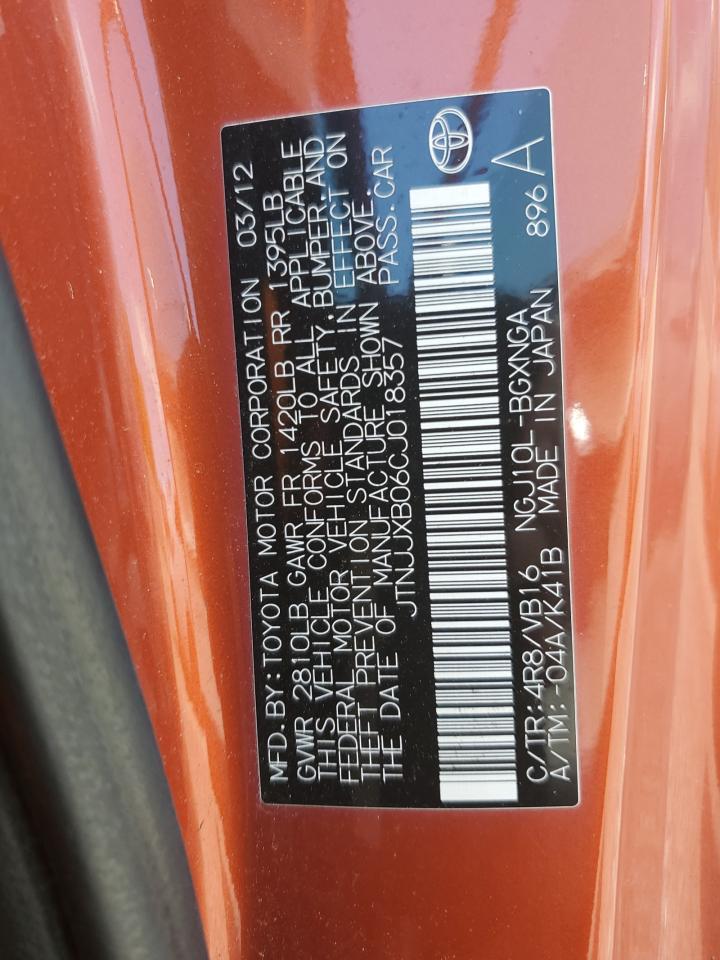 MFD.BY:TOYOTA MOTOR CORPORATION 03/12
GVWR 2810LB GAWR FR 1420LB RR 1395LB
THIS VEHICLE CONFORMS TO ALL APPLICABLE
FEDERAL MOTOR VEHICLE SAFETY,BUMPER,AND
THEFT PREVENTION STANDARDS IN EFFECT ON
THE DATE OF MANUFACTURE SHOWN ABOVE.
JTNJJXB06CJ018357 PASS.CAR
C/TR:4R8/VB16 NGJ10L-BGXNGA 896 A
A/TM:-04A/K41B MADE IN JAPAN